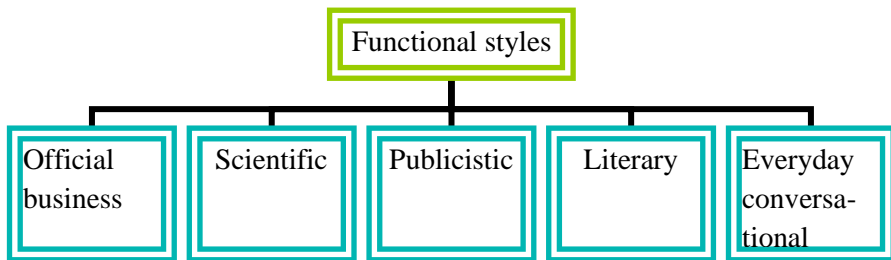 Functional styles
Official
business
Scientific
Publicistic
Literary
Everyday
conversa-
tional